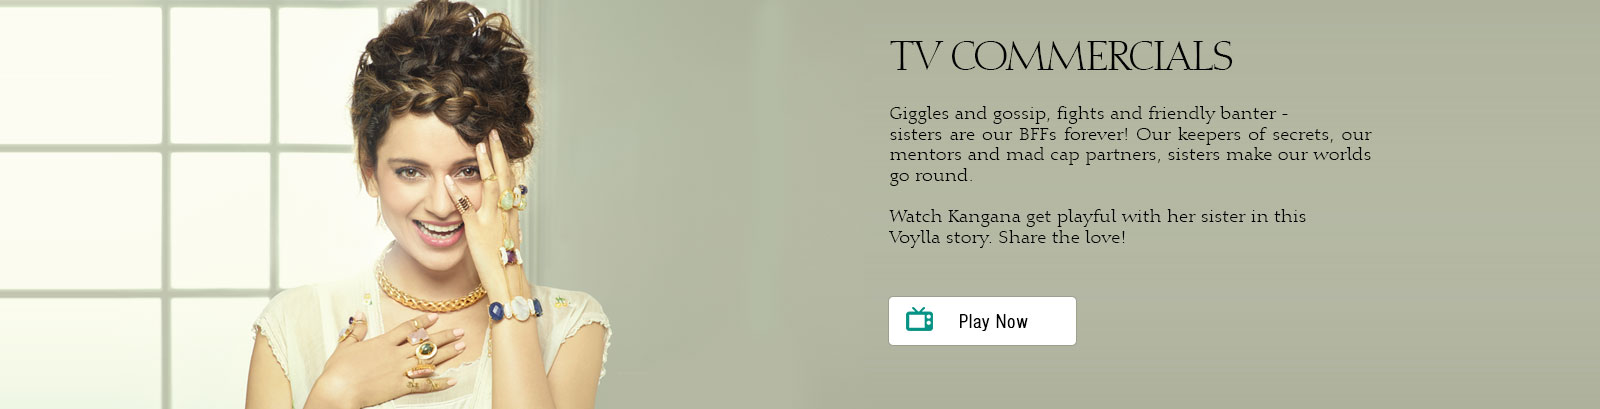 TV COMMERCIALS
Giggles and gossip, fights and friendly banter -
sisters are our BFFs forever! Our keepers of secrets, our
mentors and mad cap partners, sisters make our worlds
go round.
Watch Kangana get playful with her sister in this
Voylla story. Share the love!
Play Now